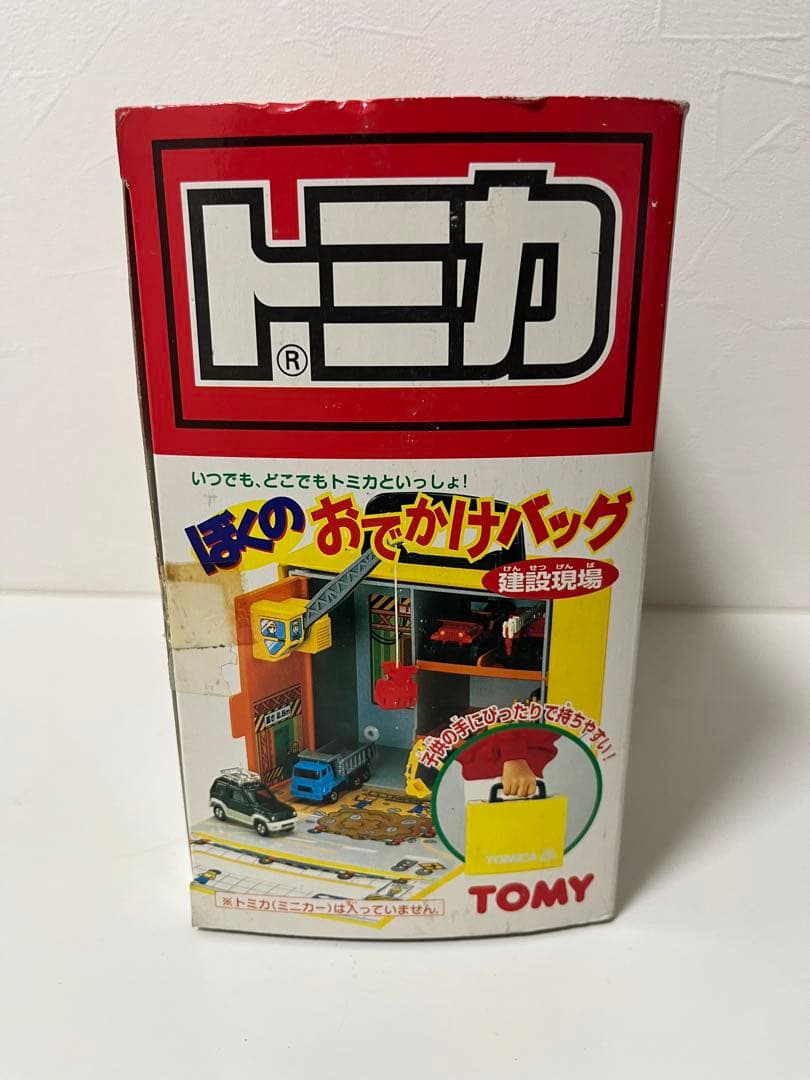 トミカ
®
いつでも、どこでもトミカといっしょ!
ぼくの おでかけバッグ
けん せつ げん ば
建設現場
子供の手にぴったりで持ちやすい!
TOMICA
※トミカ(ミニカー)は入っていません。
TOMY